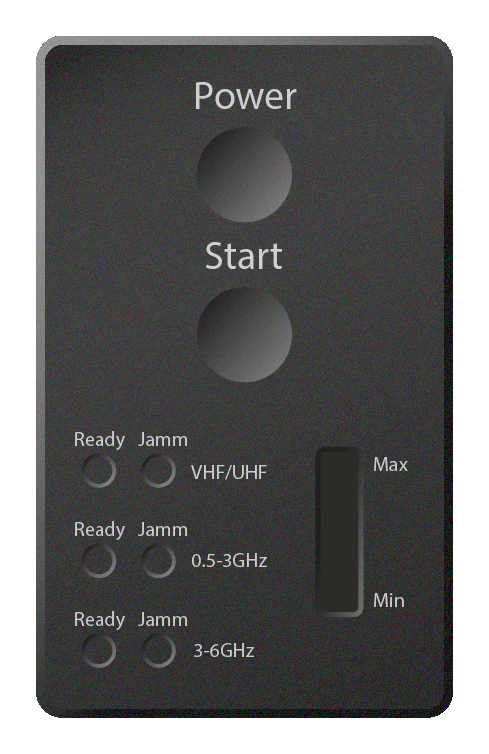 Power
Start
Ready Jamm
VHF/UHF
Max
Ready Jamm
0.5-3GHz
Min
Ready Jamm
3-6GHz